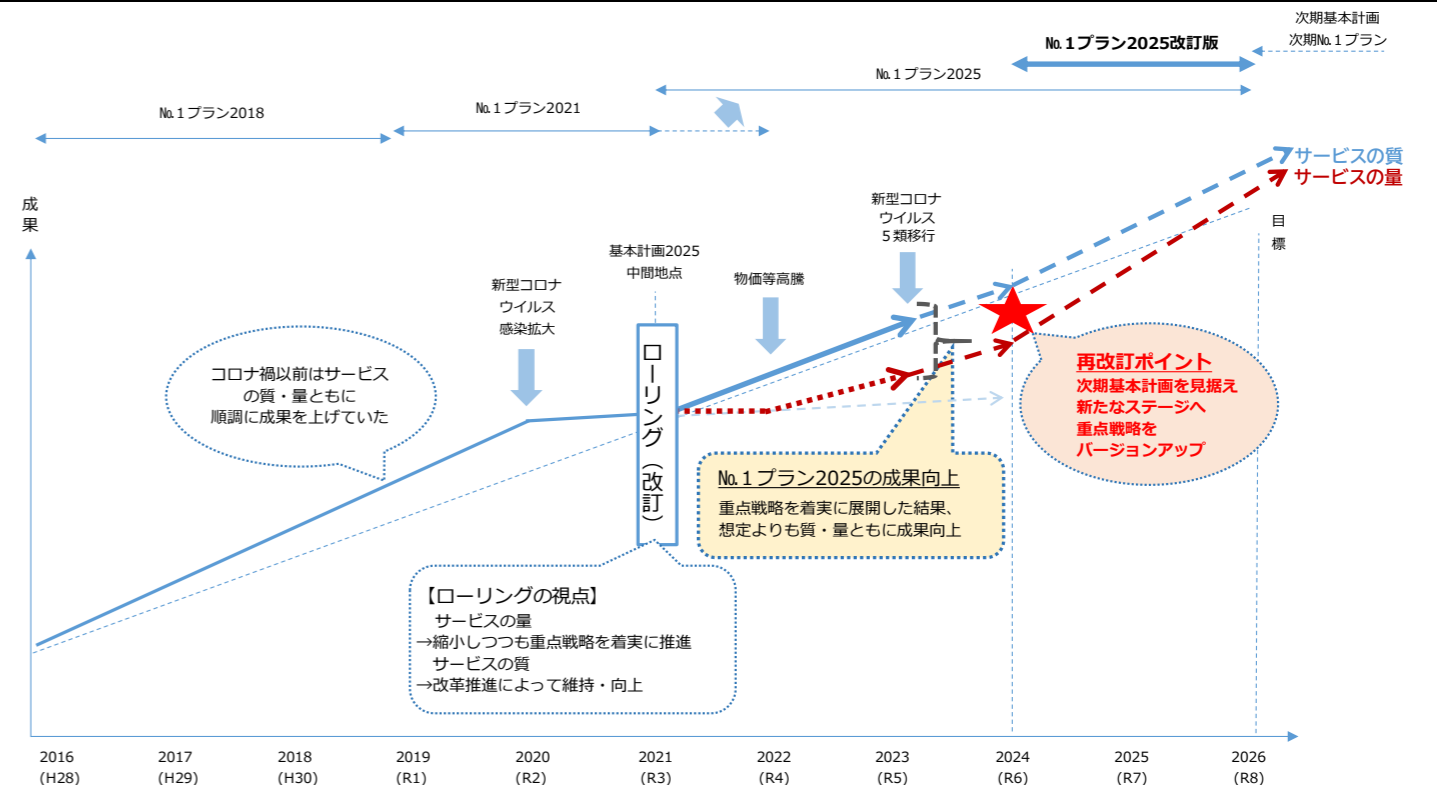 次期基本計画
次期№１プラン
№１プラン2025改訂版
№１プラン2025
№１プラン2018
№１プラン2021
サービスの質
サービスの量
成
果
目
標
新型コロナ
ウイルス
５類移行
基本計画2025
中間地点
物価等高騰
新型コロナ
ウイルス
感染拡大
コロナ禍以前はサービス
の質・量ともに
順調に成果を上げていた
ローリング（改訂）
再改訂ポイント
次期基本計画を見据え
新たなステージへ
重点戦略を
バージョンアップ
№１プラン2025の成果向上
重点戦略を着実に展開した結果、
想定よりも質・量ともに成果向上
【ローリングの視点】
サービスの量
→縮小しつつも重点戦略を着実に推進
サービスの質
→改革推進によって維持・向上
2016 2017 2018 2019 2020 2021 2022 2023 2024 2025 2026
(H28) (H29) (H30) (R1) (R2) (R3) (R4) (R5) (R6) (R7) (R8)